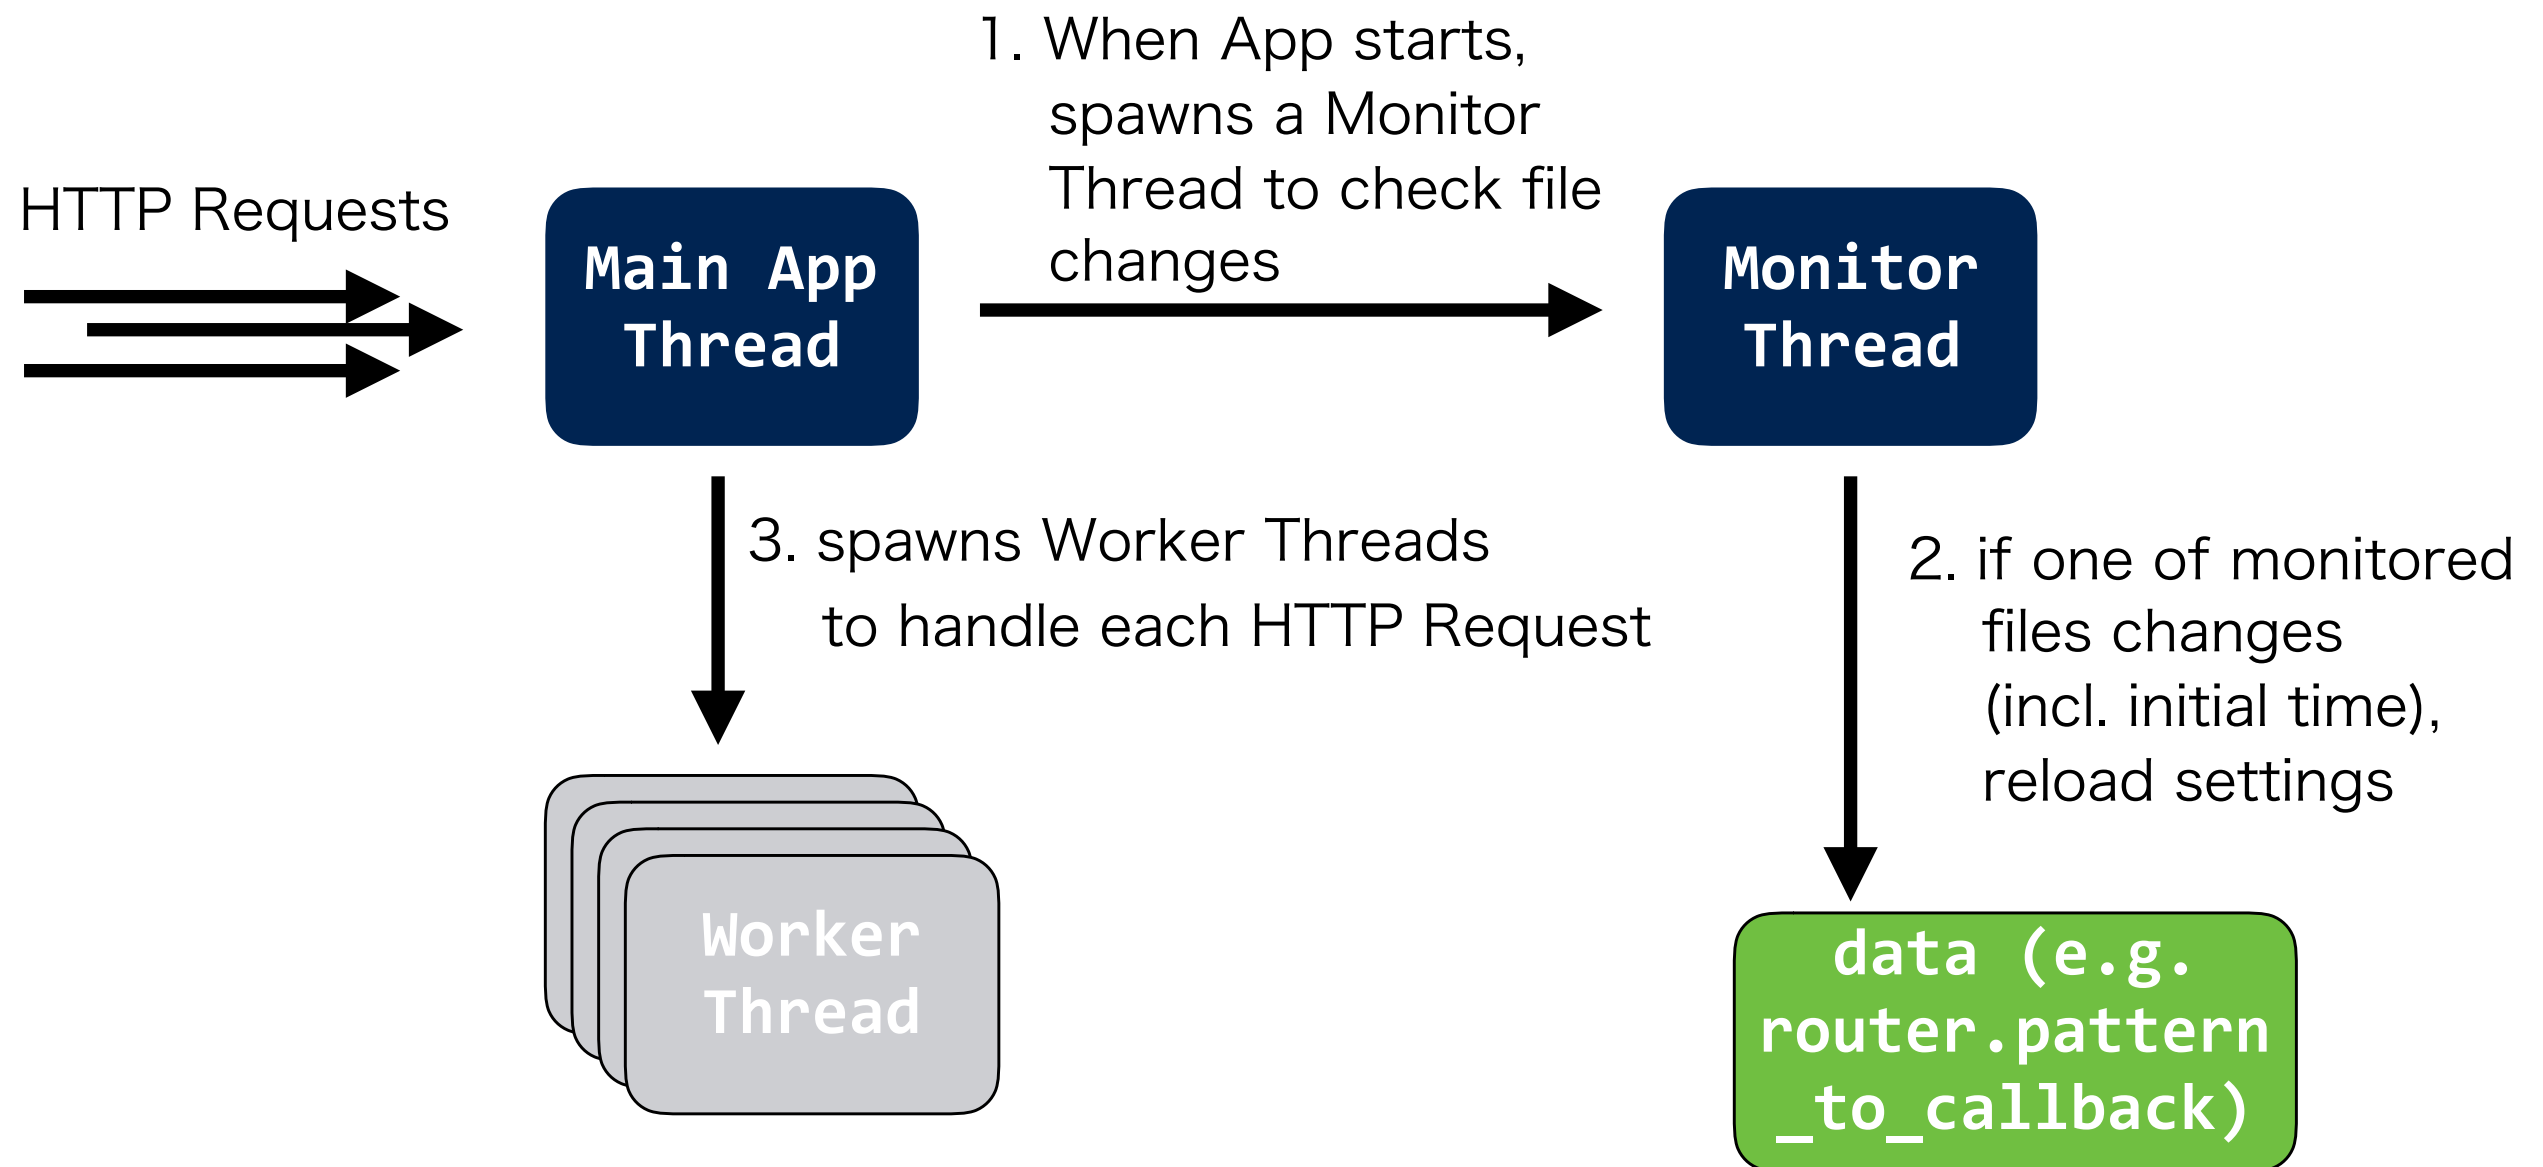 1. When App starts,
spawns a Monitor
Thread to check file
changes
HTTP Requests
Main App
Thread
Monitor
Thread
3. spawns Worker Threads
to handle each HTTP Request
2. if one of monitored
files changes
(incl. initial time),
reload settings
Worker
Thread
data (e.g.
router.pattern
_to_callback)